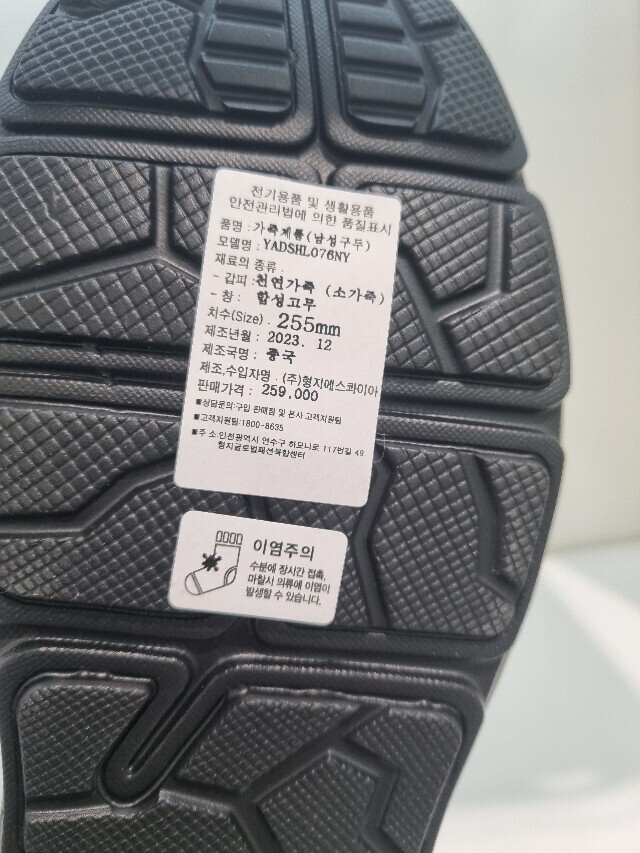 전기용품 및 생활용품
안전관리법에 의한 품질표시
품명 : 가죽제품(남성구두)
모델명 : YADSHL076NY
재료의 종류 .
- 갑피 : 천연가죽 (소가죽)
- 창 : 합성고무
치수(Size) . 255mm
제조년월 : 2023. 12
제조국명 : 중국
제조,수입자명 . (주)형지에스콰이아
판매가격 : 259,000
■상담문의:구입 판매점 및 본사 고객지원팀
■고객지원팀:1800-8635
■주 소:인천광역시 연수구 하모니로 117번길 49
형지글로벌패션복합센터
이염주의
수분에 장시간 접촉,
마찰시 의류에 이염이
발생할 수 있습니다.